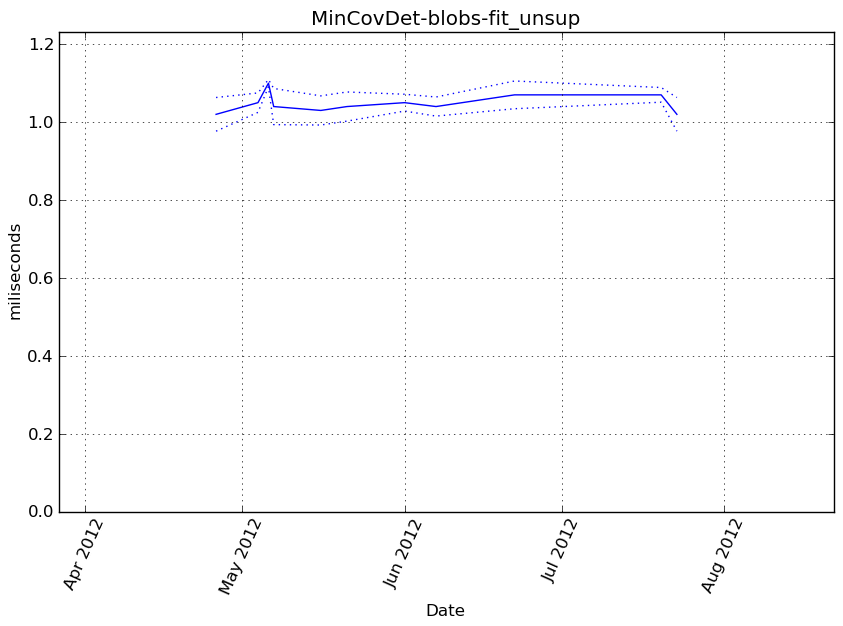 MinCovDet-blobs-fit_unsup
1.2
1.0
0.8
0.6
0.4
0.2
0.0
miliseconds
Apr 2012
May 2012
Jun 2012
Jul 2012
Aug 2012
Date